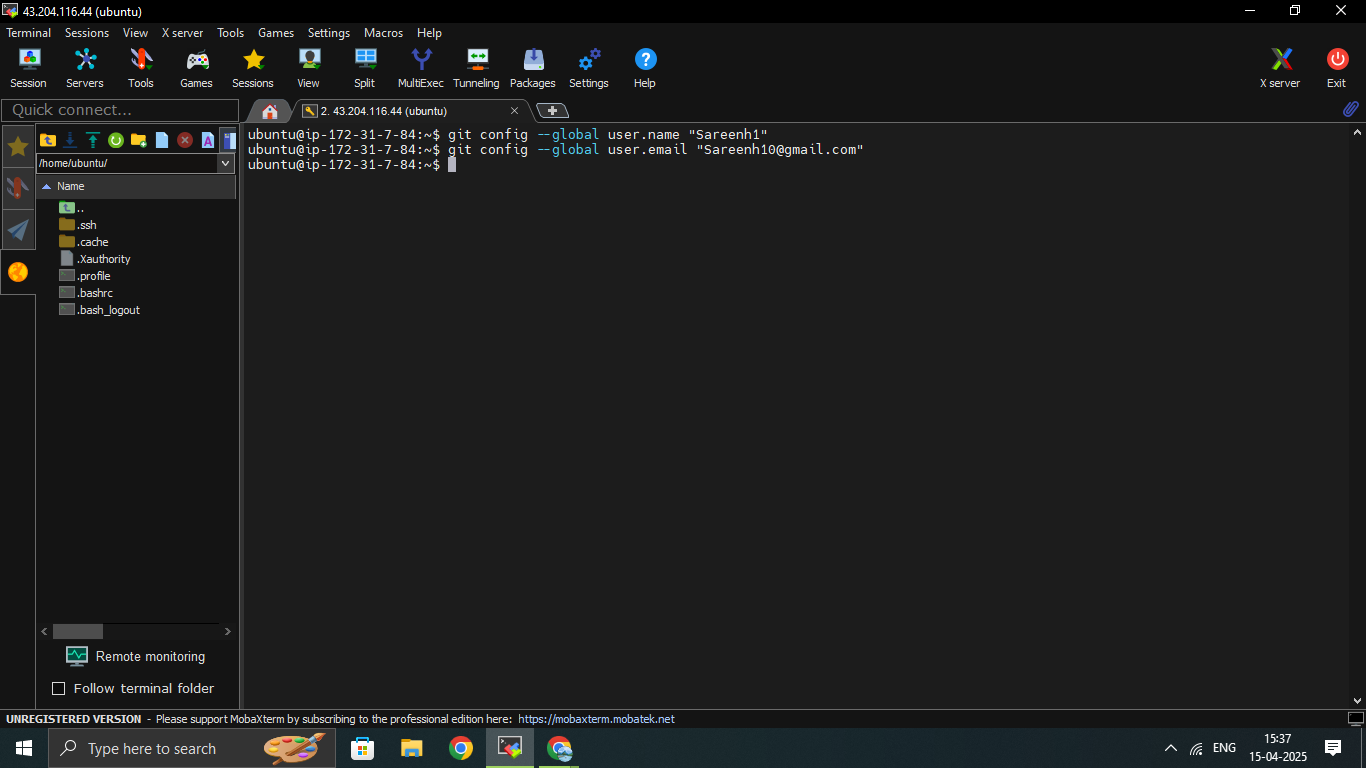 43.204.116.44 (ubuntu)
Terminal Sessions View X server Tools Games Settings Macros Help
Session Servers Tools Games Sessions View Split MultiExec Tunneling Packages Settings Help X server Exit
Quick connect...
2. 43.204.116.44 (ubuntu)
/home/ubuntu/
Name
..
.ssh
.cache
.Xauthority
.profile
.bashrc
.bash_logout
Remote monitoring
Follow terminal folder
ubuntu@ip-172-31-7-84:~$ git config --global user.name "Sareenh1"
ubuntu@ip-172-31-7-84:~$ git config --global user.email "Sareenh10@gmail.com"
ubuntu@ip-172-31-7-84:~$
UNREGISTERED VERSION - Please support MobaXterm by subscribing to the professional edition here: https://mobaxterm.mobatek.net
Type here to search
ENG
15:37
15-04-2025